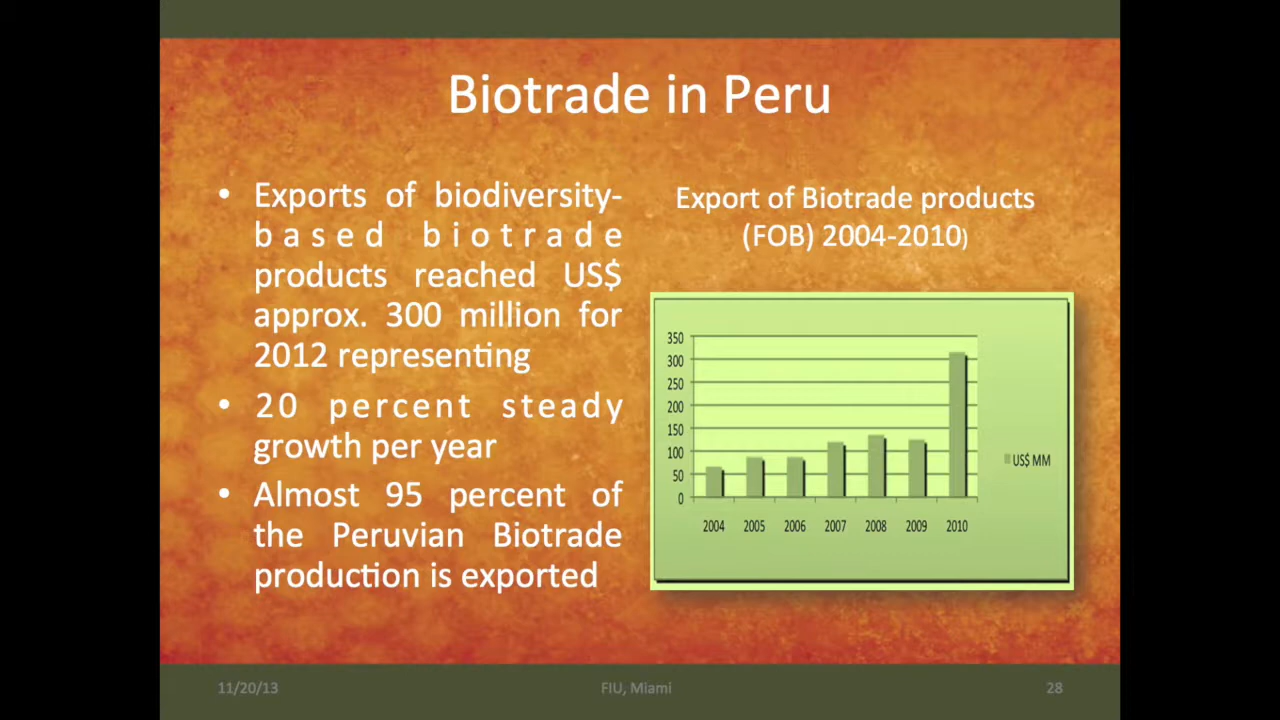 Biotrade in Peru
• Exports of biodiversity-
based biotrade
products reached US$
approx. 300 million for
2012 representing
• 20 percent steady
growth per year
• Almost 95 percent of
the Peruvian Biotrade
production is exported
Export of Biotrade products
(FOB) 2004-2010)
350
300
250
200
150
100
50
0
2004 2005 2006 2007 2008 2009 2010
US$ MM
11/20/13 FIU, Miami 28